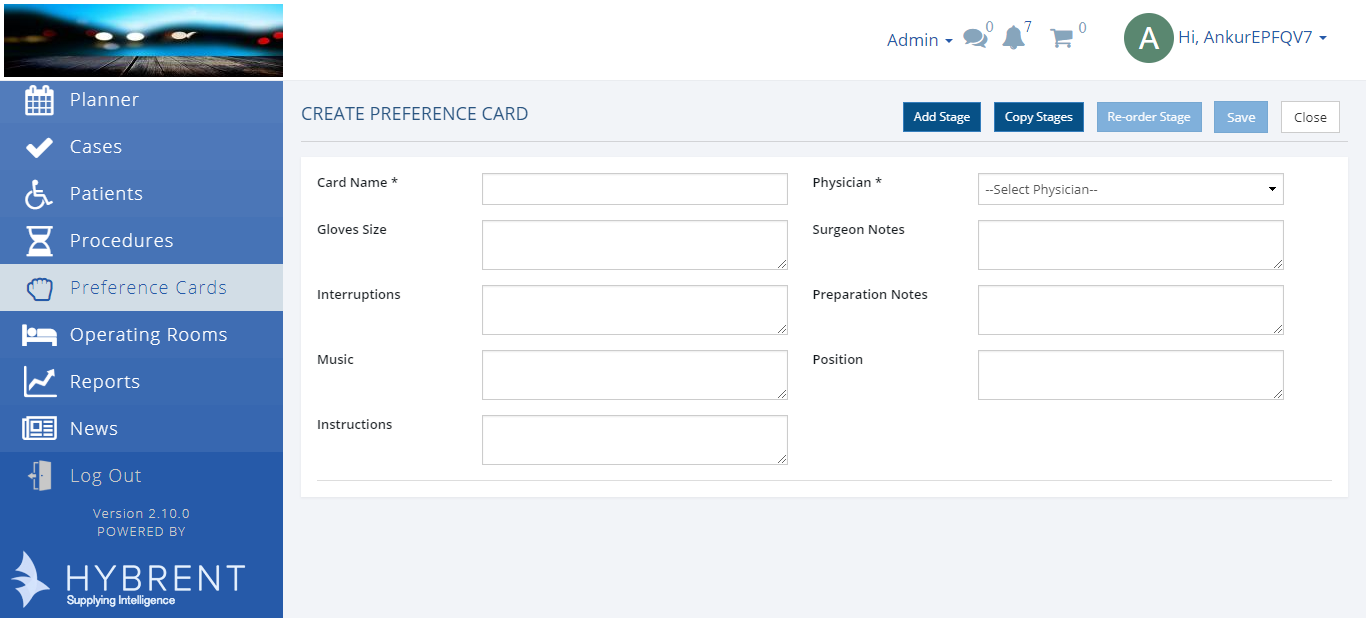 Admin
0
7
0
A
Hi, AnkurEPFQV7
Planner
Cases
Patients
Procedures
Preference Cards
Operating Rooms
Reports
News
Log Out
Version 2.10.0
POWERED BY
HYBRENT
Supplying Intelligence
CREATE PREFERENCE CARD
Add Stage
Copy Stages
Re-order Stage
Save
Close
Card Name *
Physician *
--Select Physician--
Gloves Size
Surgeon Notes
Interruptions
Preparation Notes
Music
Position
Instructions